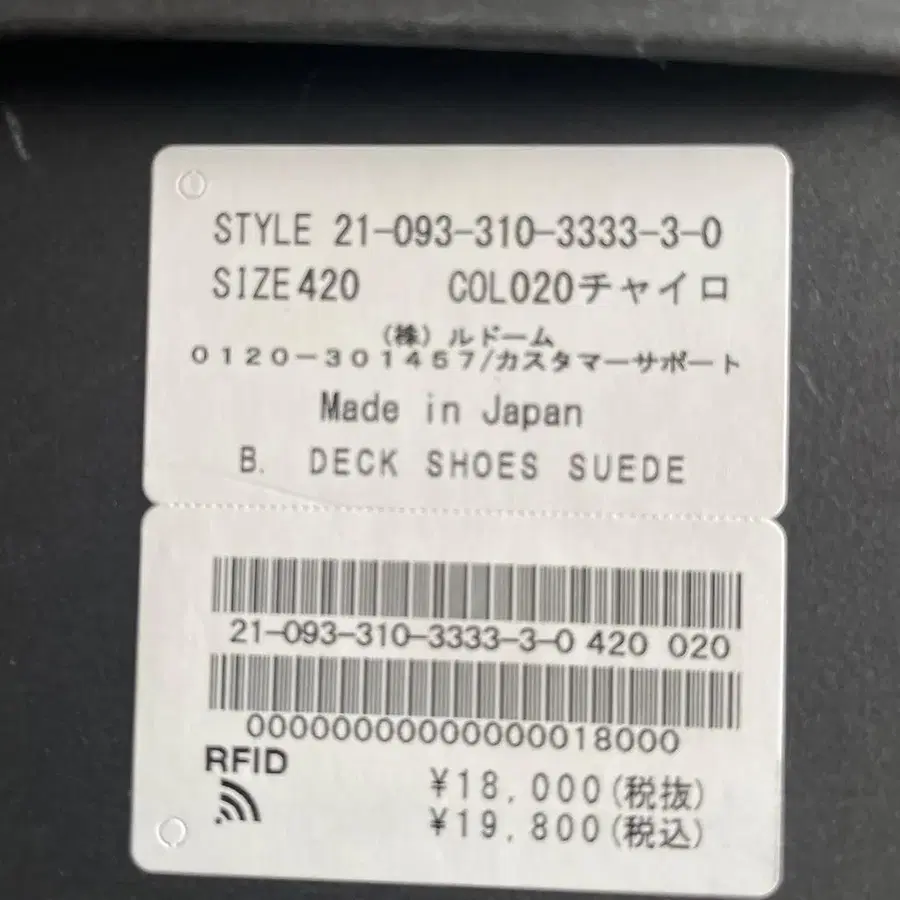 STYLE 21-093-310-3333-3-0
SIZE420 COL020チャイロ
(株)ルドーム
0120-301457/カスタマーサポート
Made in Japan
B. DECK SHOES SUEDE
21-093-310-3333-3-0 420 020
00000000000000018000
RFID
¥18,000(税抜)
¥19,800(税込)